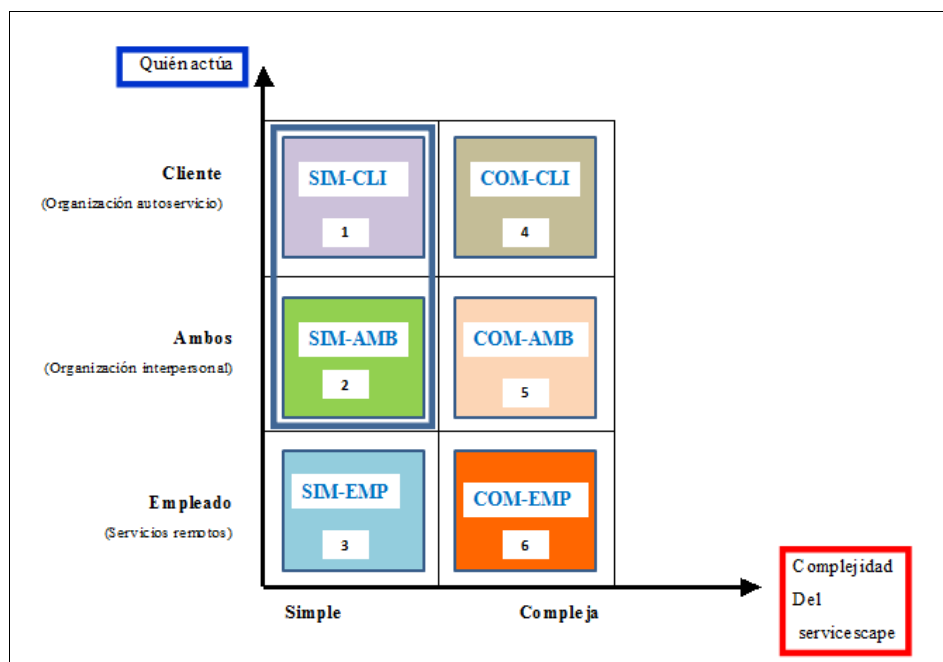 Quién actúa
Cliente
(Organización autoservicio)
SIM-CLI
1
COM-CLI
4
Ambos
(Organización interpersonal)
SIM-AMB
2
COM-AMB
5
Empleado
(Servicios remotos)
SIM-EMP
3
COM-EMP
6
Simple
Compleja
Complejidad
Del
servicescape